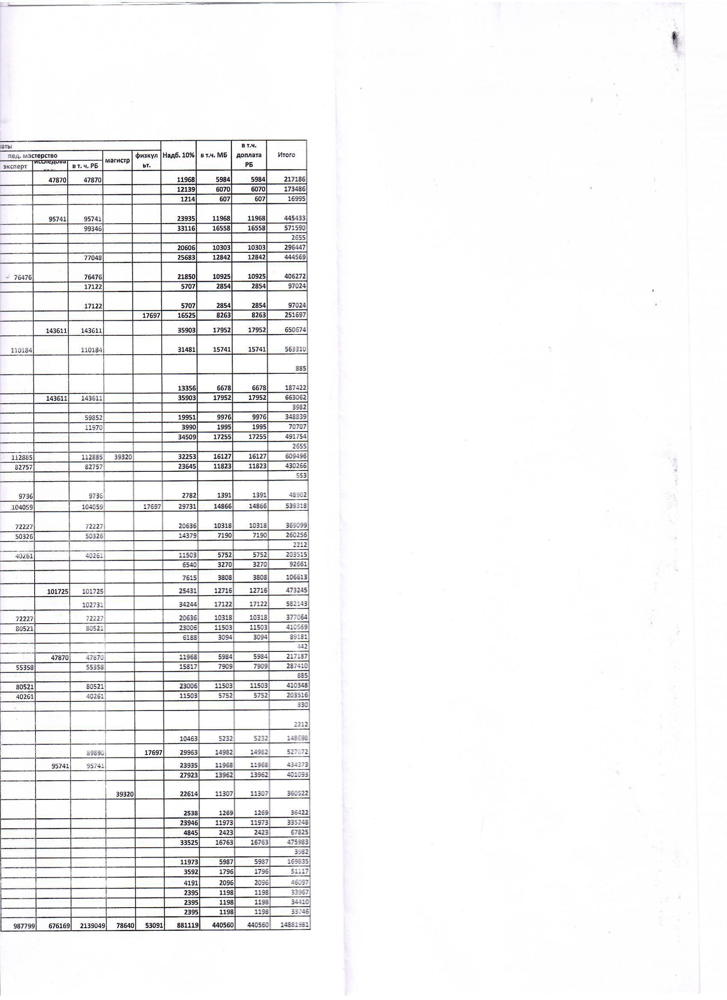 аты
пед. мастерство магистр физкул ьт. Надб. 10% в т.ч. МБ в т.ч. доплата РБ Итого
эксперт исследова в т. ч. РБ
47870 47870 11968 5984 5984 217186
12139 6070 6070 173486
1214 607 607 16995
95741 95741 23935 11968 11968 445433
99346 33116 16558 16558 571590
2655
20606 10303 10303 296447
77048 25683 12842 12842 444569
76476 76476 21850 10925 10925 406272
17122 5707 2854 2854 97024
17122 5707 2854 2854 97024
17697 16525 8263 8263 251697
143611 143611 35903 17952 17952 650674
110184 110184 31481 15741 15741 563310
885
13356 6678 6678 187422
143611 143611 35903 17952 17952 663062
3982
59852 19951 9976 9976 348839
11970 3990 1995 1995 70707
34509 17255 17255 491754
2655
112885 112885 39320 32253 16127 16127 609496
82757 82757 23645 11823 11823 430266
553
9736 9736 2782 1391 1391 48902
104059 104059 17697 29731 14866 14866 539318
72227 72227 20636 10318 10318 369099
50326 50326 14379 7190 7190 260256
2212
40261 40261 11503 5752 5752 203515
6540 3270 3270 92661
7615 3808 3808 106613
101725 101725 25431 12716 12716 473245
102731 34244 17122 17122 582143
72227 72227 20636 10318 10318 377064
80521 80521 23006 11503 11503 410569
6188 3094 3094 89181
442
47870 47870 11968 5984 5984 217187
55358 55358 15817 7909 7909 287410
885
80521 80521 23006 11503 11503 410348
40261 40261 11503 5752 5752 203516
830
2212
10463 5232 5232 148698
89890 17697 29963 14982 14982 527072
95741 95741 23935 11968 11968 434373
27923 13962 13962 401093
39320 22614 11307 11307 360522
2538 1269 1269 36422
23946 11973 11973 335248
4845 2423 2423 67825
33525 16763 16763 475983
3982
11973 5987 5987 169835
3592 1796 1796 51117
4191 2096 2096 46097
2395 1198 1198 33967
2395 1198 1198 34410
2395 1198 1198 33746
987799 676169 2139049 78640 53091 881119 440560 440560 14881981